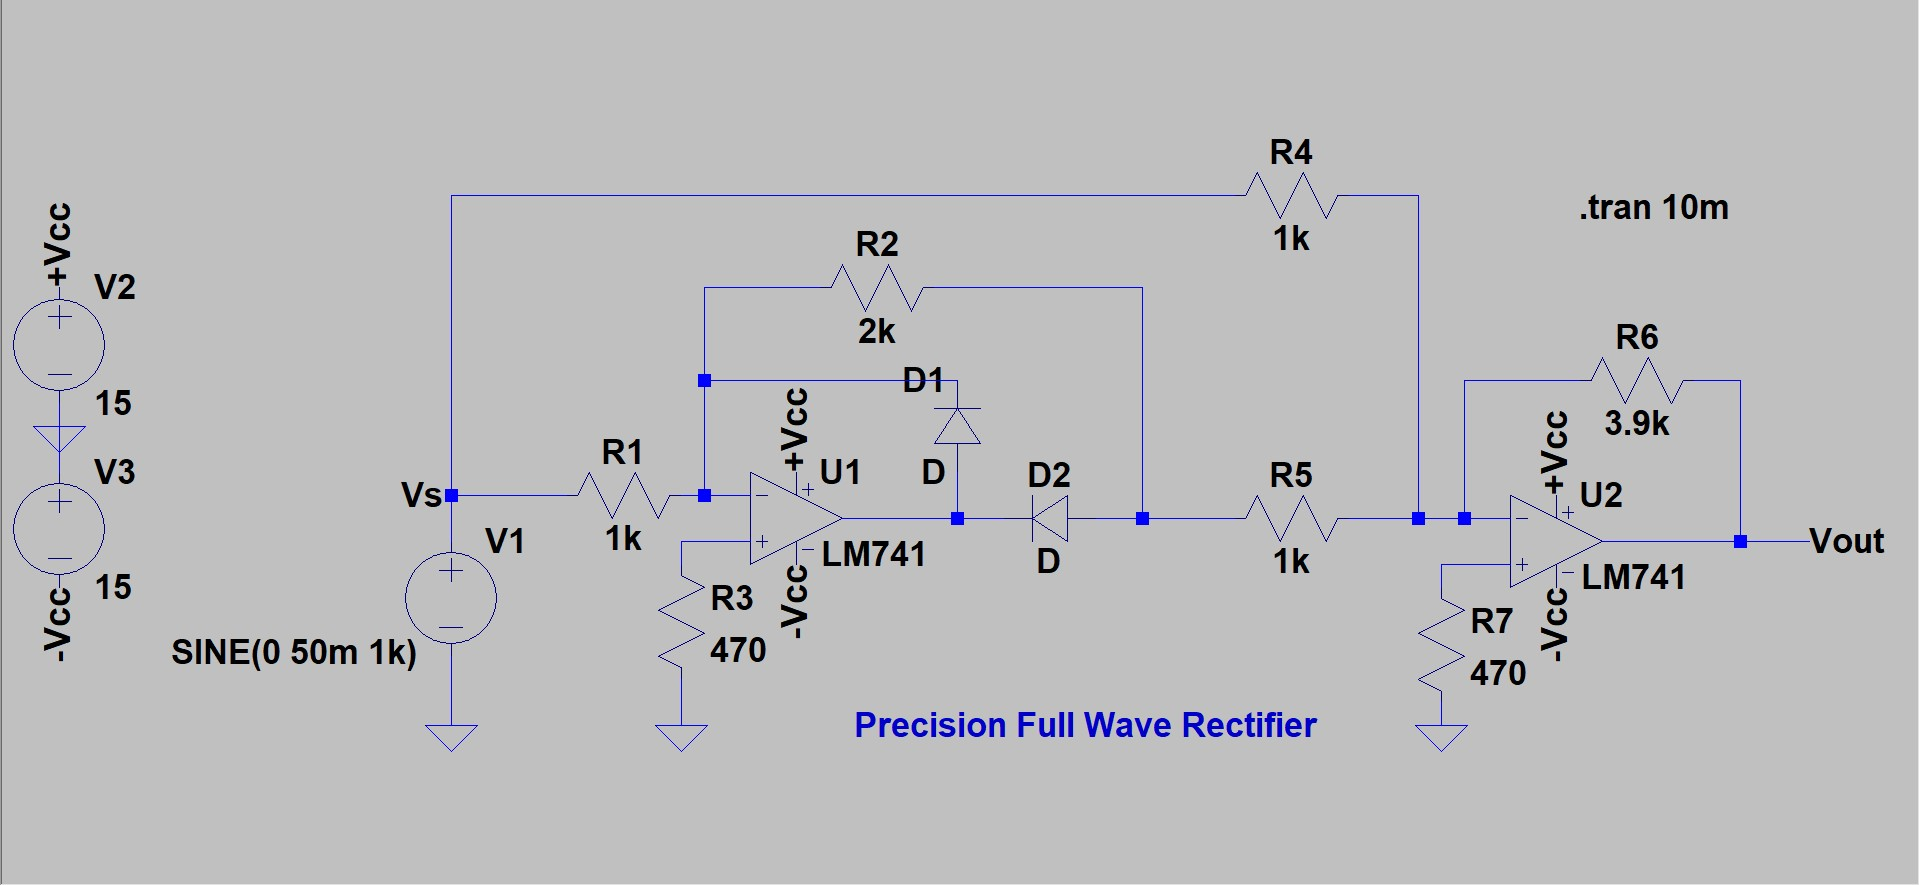 R4
1k
.tran 10m
+Vcc
V2
15
V3
15
-Vcc
R2
2k
R6
3.9k
D1
D
+Vcc
U1
LM741
-Vcc
R1
1k
Vs
V1
SINE(0 50m 1k)
R3
470
D2
D
R5
1k
+Vcc
U2
LM741
-Vcc
Vout
R7
470
Precision Full Wave Rectifier